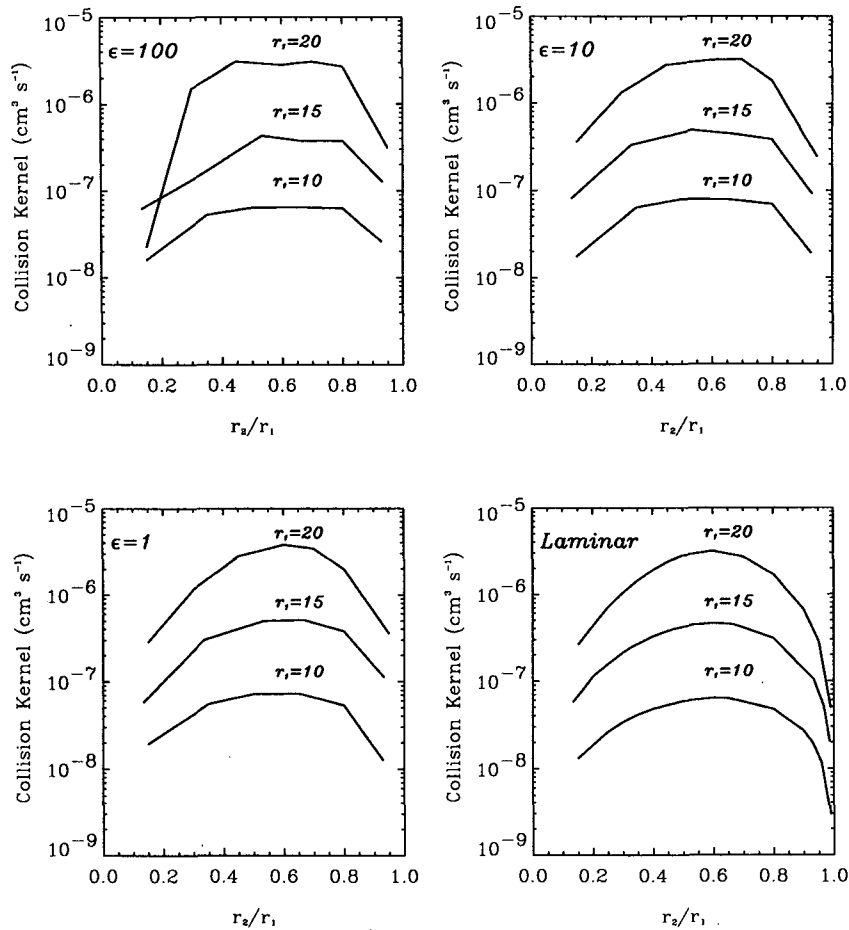 ϵ=100
r₁=20
r₁=15
r₁=10
Collision Kernel (cm³ s⁻¹)
10⁻⁵
10⁻⁶
10⁻⁷
10⁻⁸
10⁻⁹
0.0 0.2 0.4 0.6 0.8 1.0
r₂/r₁
ϵ=10
r₁=20
r₁=15
r₁=10
Collision Kernel (cm³ s⁻¹)
10⁻⁵
10⁻⁶
10⁻⁷
10⁻⁸
10⁻⁹
0.0 0.2 0.4 0.6 0.8 1.0
r₂/r₁
ϵ=1
r₁=20
r₁=15
r₁=10
Collision Kernel (cm³ s⁻¹)
10⁻⁵
10⁻⁶
10⁻⁷
10⁻⁸
10⁻⁹
0.0 0.2 0.4 0.6 0.8 1.0
r₂/r₁
Laminar
r₁=20
r₁=15
r₁=10
Collision Kernel (cm³ s⁻¹)
10⁻⁵
10⁻⁶
10⁻⁷
10⁻⁸
10⁻⁹
0.0 0.2 0.4 0.6 0.8 1.0
r₂/r₁